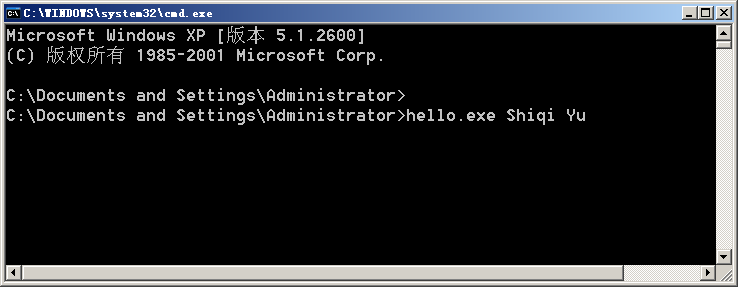 C:\WINDOWS\system32\cmd.exe
Microsoft Windows XP [版本 5.1.2600]
(C) 版权所有 1985-2001 Microsoft Corp.
C:\Documents and Settings\Administrator>
C:\Documents and Settings\Administrator>hello.exe Shiqi Yu